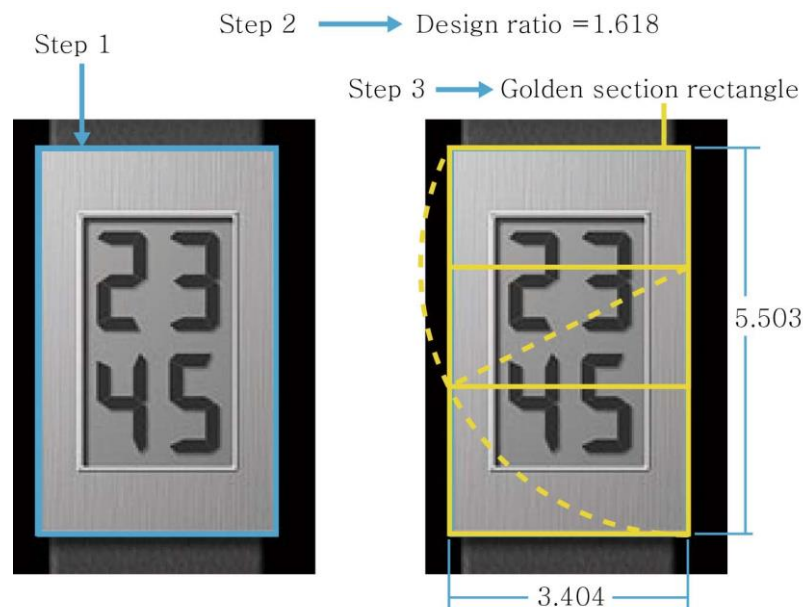 Step 2 Design ratio =1.618
Step 1
Step 3 Golden section rectangle
23
45
23
45
5.503
3.404